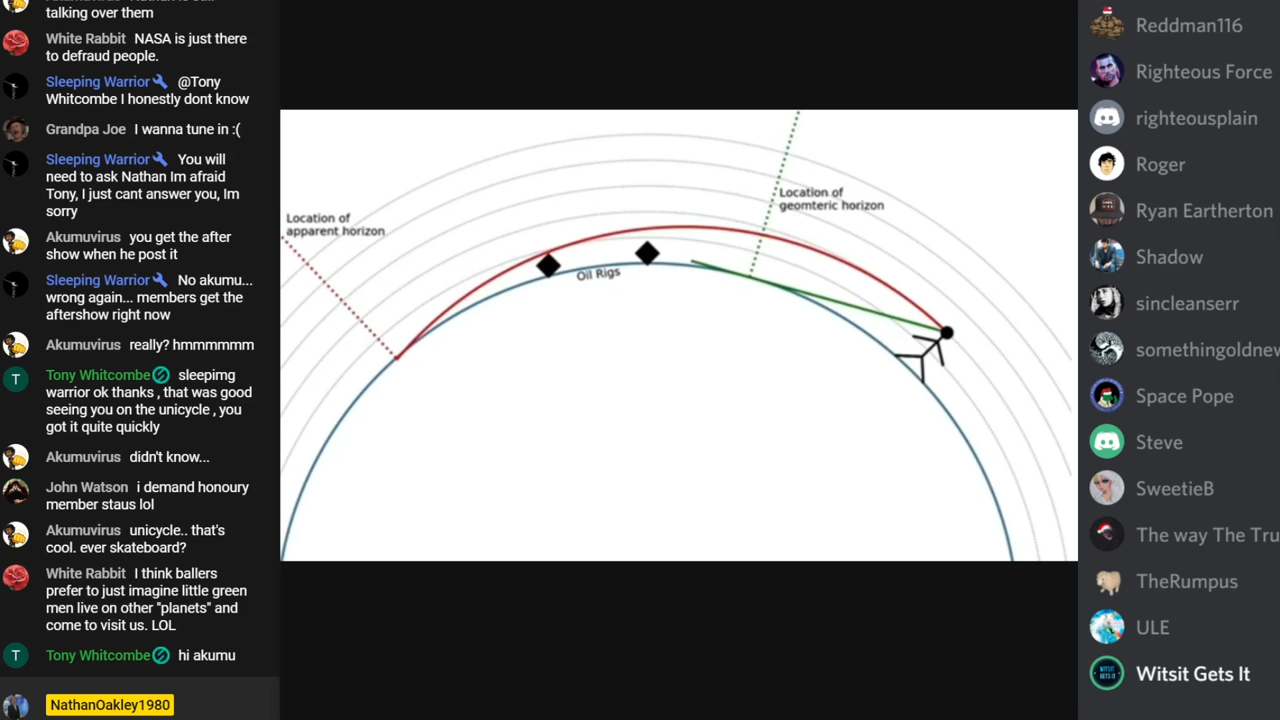 talking over them
White Rabbit NASA is just there
to defraud people.
Sleeping Warrior @Tony
Whitcombe I honestly dont know
Grandpa Joe I wanna tune in :(
Sleeping Warrior You will
need to ask Nathan Im afraid
Tony, I just cant answer you, Im
sorry
Akumuvirus you get the after
show when he post it
Sleeping Warrior No akumu...
wrong again... members get the
aftershow right now
Akumuvirus really? hmmmmmm
T
Tony Whitcombe sleepimg
warrior ok thanks , that was good
seeing you on the unicycle , you
got it quite quickly
Akumuvirus didn't know...
John Watson i demand honoury
member staus lol
Akumuvirus unicycle.. that's
cool. ever skateboard?
White Rabbit I think ballers
prefer to just imagine little green
men live on other "planets" and
come to visit us. LOL
T
Tony Whitcombe hi akumu
NathanOakley1980
Location of
apparent horizon
Oil Rigs
Location of
geomteric horizon
Reddman116
Righteous Force
righteousplain
Roger
Ryan Eartherton
Shadow
sincleanserr
somethingoldnew
Space Pope
Steve
SweetieB
The way The Tru
TheRumpus
ULE
WITSIT
GETS IT
Witsit Gets It